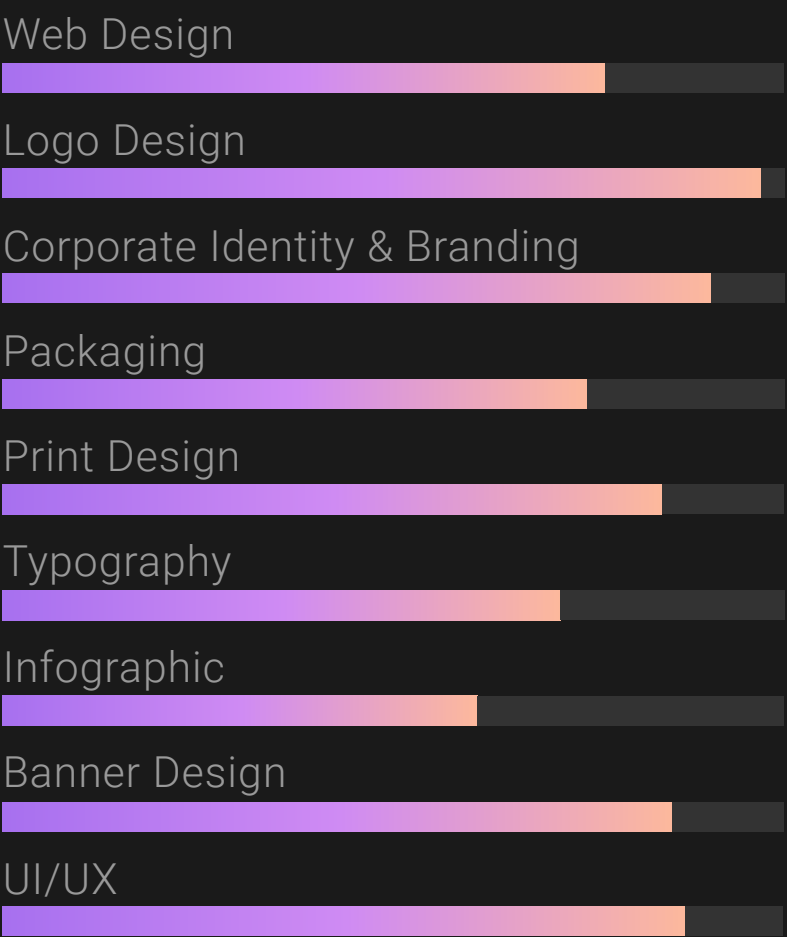 Web Design
Logo Design
Corporate Identity & Branding
Packaging
Print Design
Typography
Infographic
Banner Design
UI/UX